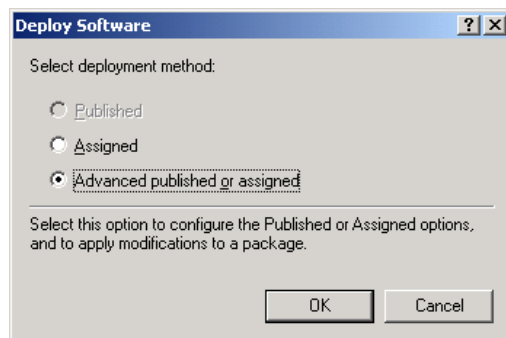 Deploy Software
Select deployment method:
Published
Assigned
Advanced published or assigned
Select this option to configure the Published or Assigned options,
and to apply modifications to a package.
OK
Cancel